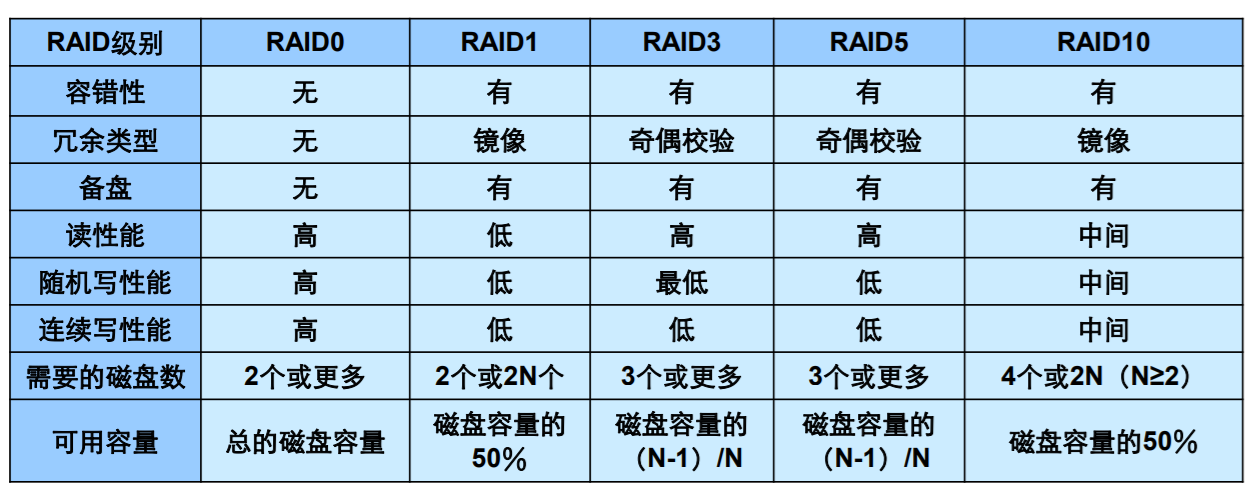 RAID级别 RAID0 RAID1 RAID3 RAID5 RAID10
容错性 无 有 有 有 有
冗余类型 无 镜像 奇偶校验 奇偶校验 镜像
备盘 无 有 有 有 有
读性能 高 低 高 高 中间
随机写性能 高 低 最低 低 中间
连续写性能 高 低 低 低 中间
需要的磁盘数 2个或更多 2个或2N个 3个或更多 3个或更多 4个或2N（N≥2）
可用容量 总的磁盘容量 磁盘容量的 磁盘容量的 磁盘容量的 磁盘容量的50%
50% （N-1）/N （N-1）/N